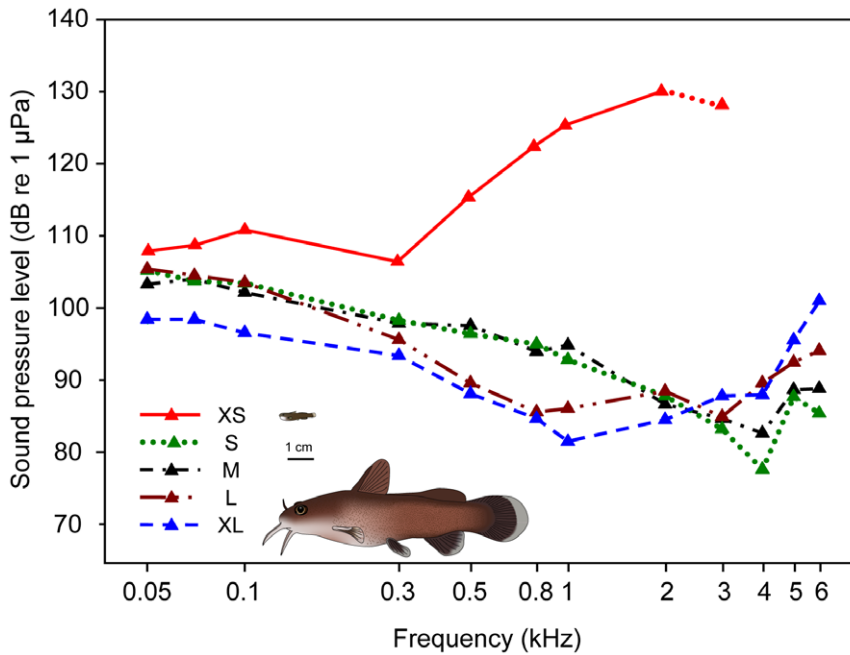 140
130
120
110
100
90
80
70
Sound pressure level (dB re 1 µPa)
XS
S
M
L
XL
1 cm
0.05 0.1 0.3 0.5 0.8 1 2 3 4 5 6
Frequency (kHz)